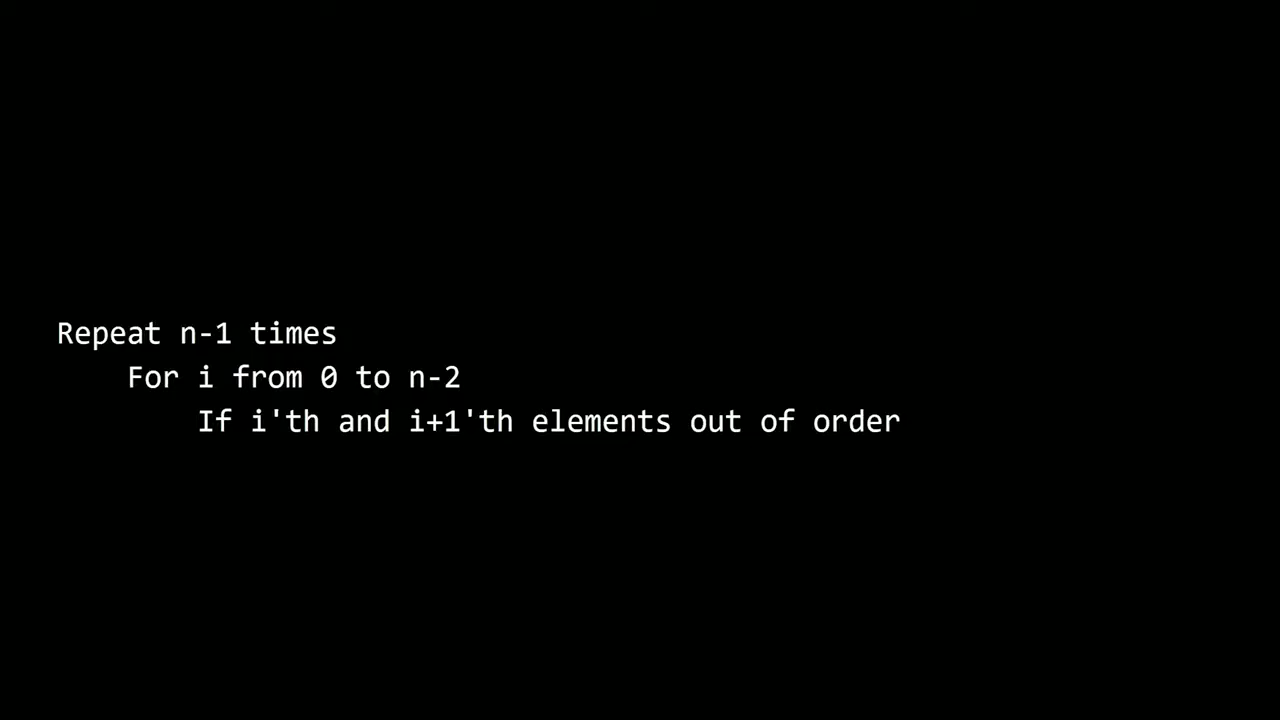 Repeat n-1 times
For i from 0 to n-2
If i'th and i+1'th elements out of order